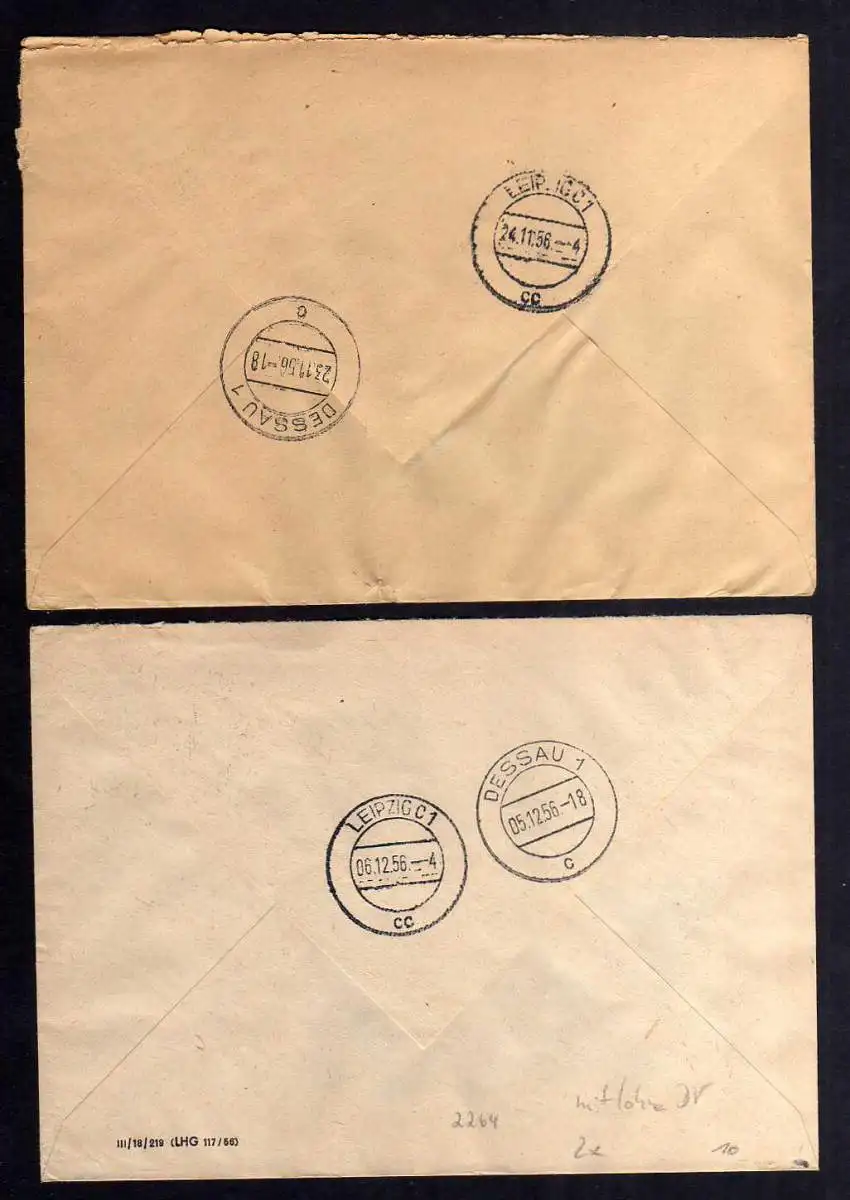 LEIPZIG C1
24.11.56.–4
cc
c
23.11.56.–18
DESSAU 1
DESSAU 1
05.12.56.–18
c
LEIPZIG C1
06.12.56.–4
cc
2264
2x
10
III/18/219 (LHG 117/56)